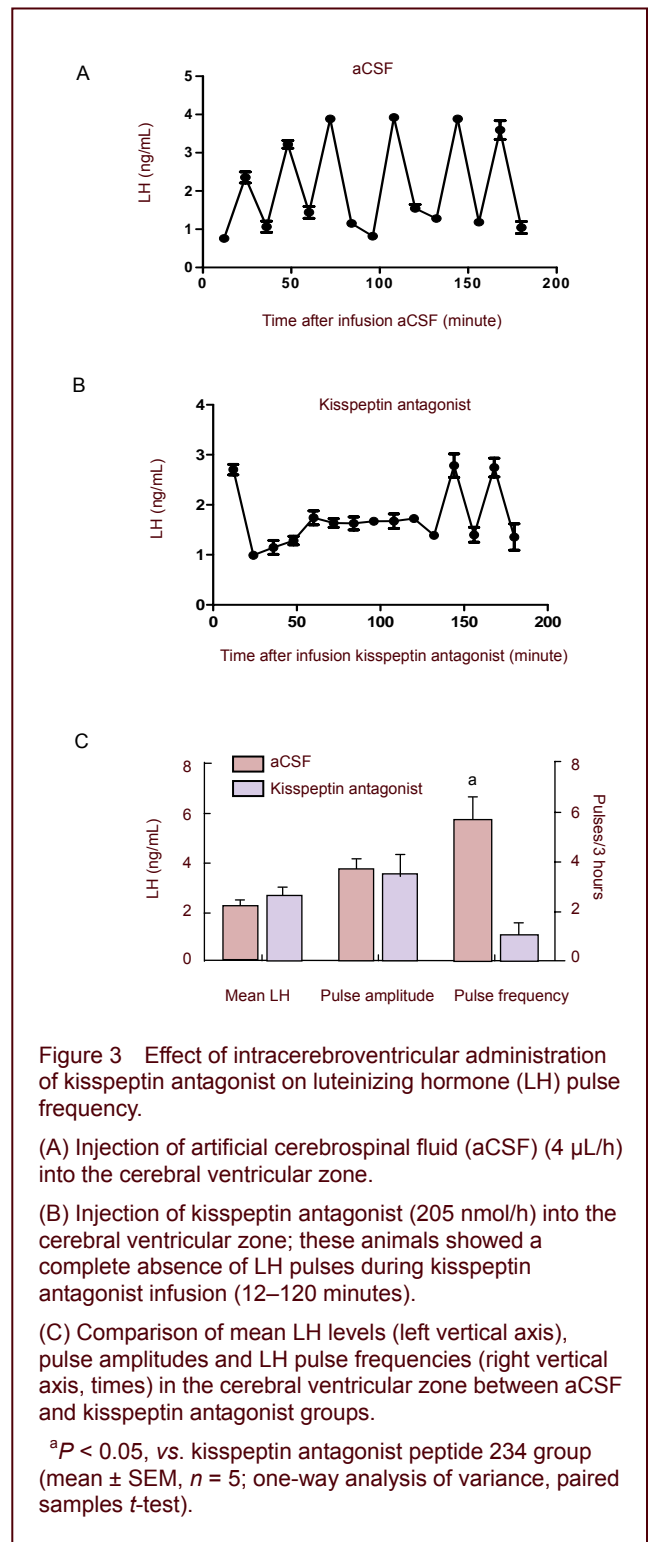 A
aCSF
5
4
3
2
1
0
LH (ng/mL)
0 50 100 150 200
Time after infusion aCSF (minute)
B
Kisspeptin antagonist
4
3
2
1
0
LH (ng/mL)
0 50 100 150 200
Time after infusion kisspeptin antagonist (minute)
C
aCSF
Kisspeptin antagonist
a
8
6
4
2
0
LH (ng/mL)
8
6
4
2
0
Pulses/3 hours
Mean LH Pulse amplitude Pulse frequency
Figure 3 Effect of intracerebroventricular administration
of kisspeptin antagonist on luteinizing hormone (LH) pulse
frequency.
(A) Injection of artificial cerebrospinal fluid (aCSF) (4 µL/h)
into the cerebral ventricular zone.
(B) Injection of kisspeptin antagonist (205 nmol/h) into the
cerebral ventricular zone; these animals showed a
complete absence of LH pulses during kisspeptin
antagonist infusion (12–120 minutes).
(C) Comparison of mean LH levels (left vertical axis),
pulse amplitudes and LH pulse frequencies (right vertical
axis, times) in the cerebral ventricular zone between aCSF
and kisspeptin antagonist groups.
aP < 0.05, vs. kisspeptin antagonist peptide 234 group
(mean ± SEM, n = 5; one-way analysis of variance, paired
samples t-test).